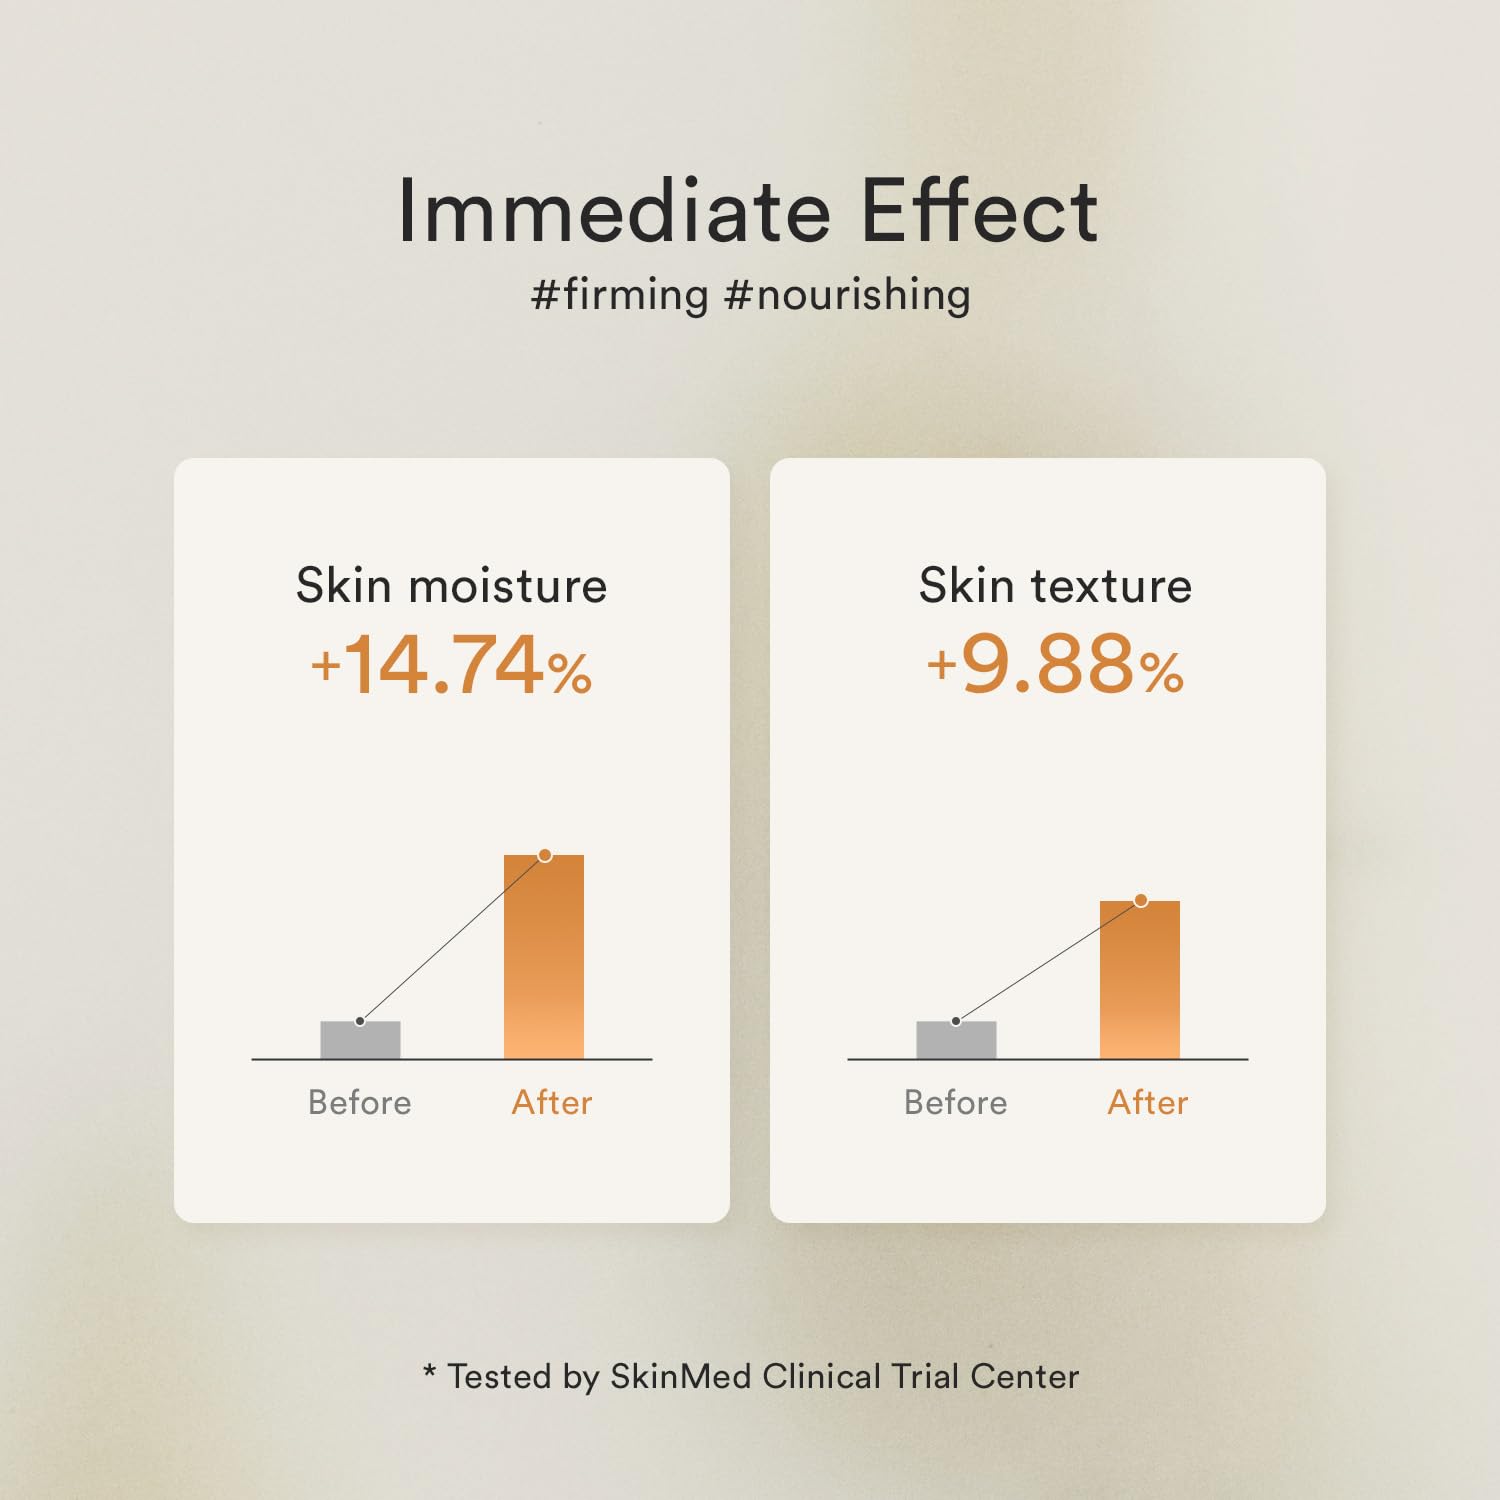 Immediate Effect
#firming #nourishing
Skin moisture
+14.74%
Before After
Skin texture
+9.88%
Before After
* Tested by SkinMed Clinical Trial Center